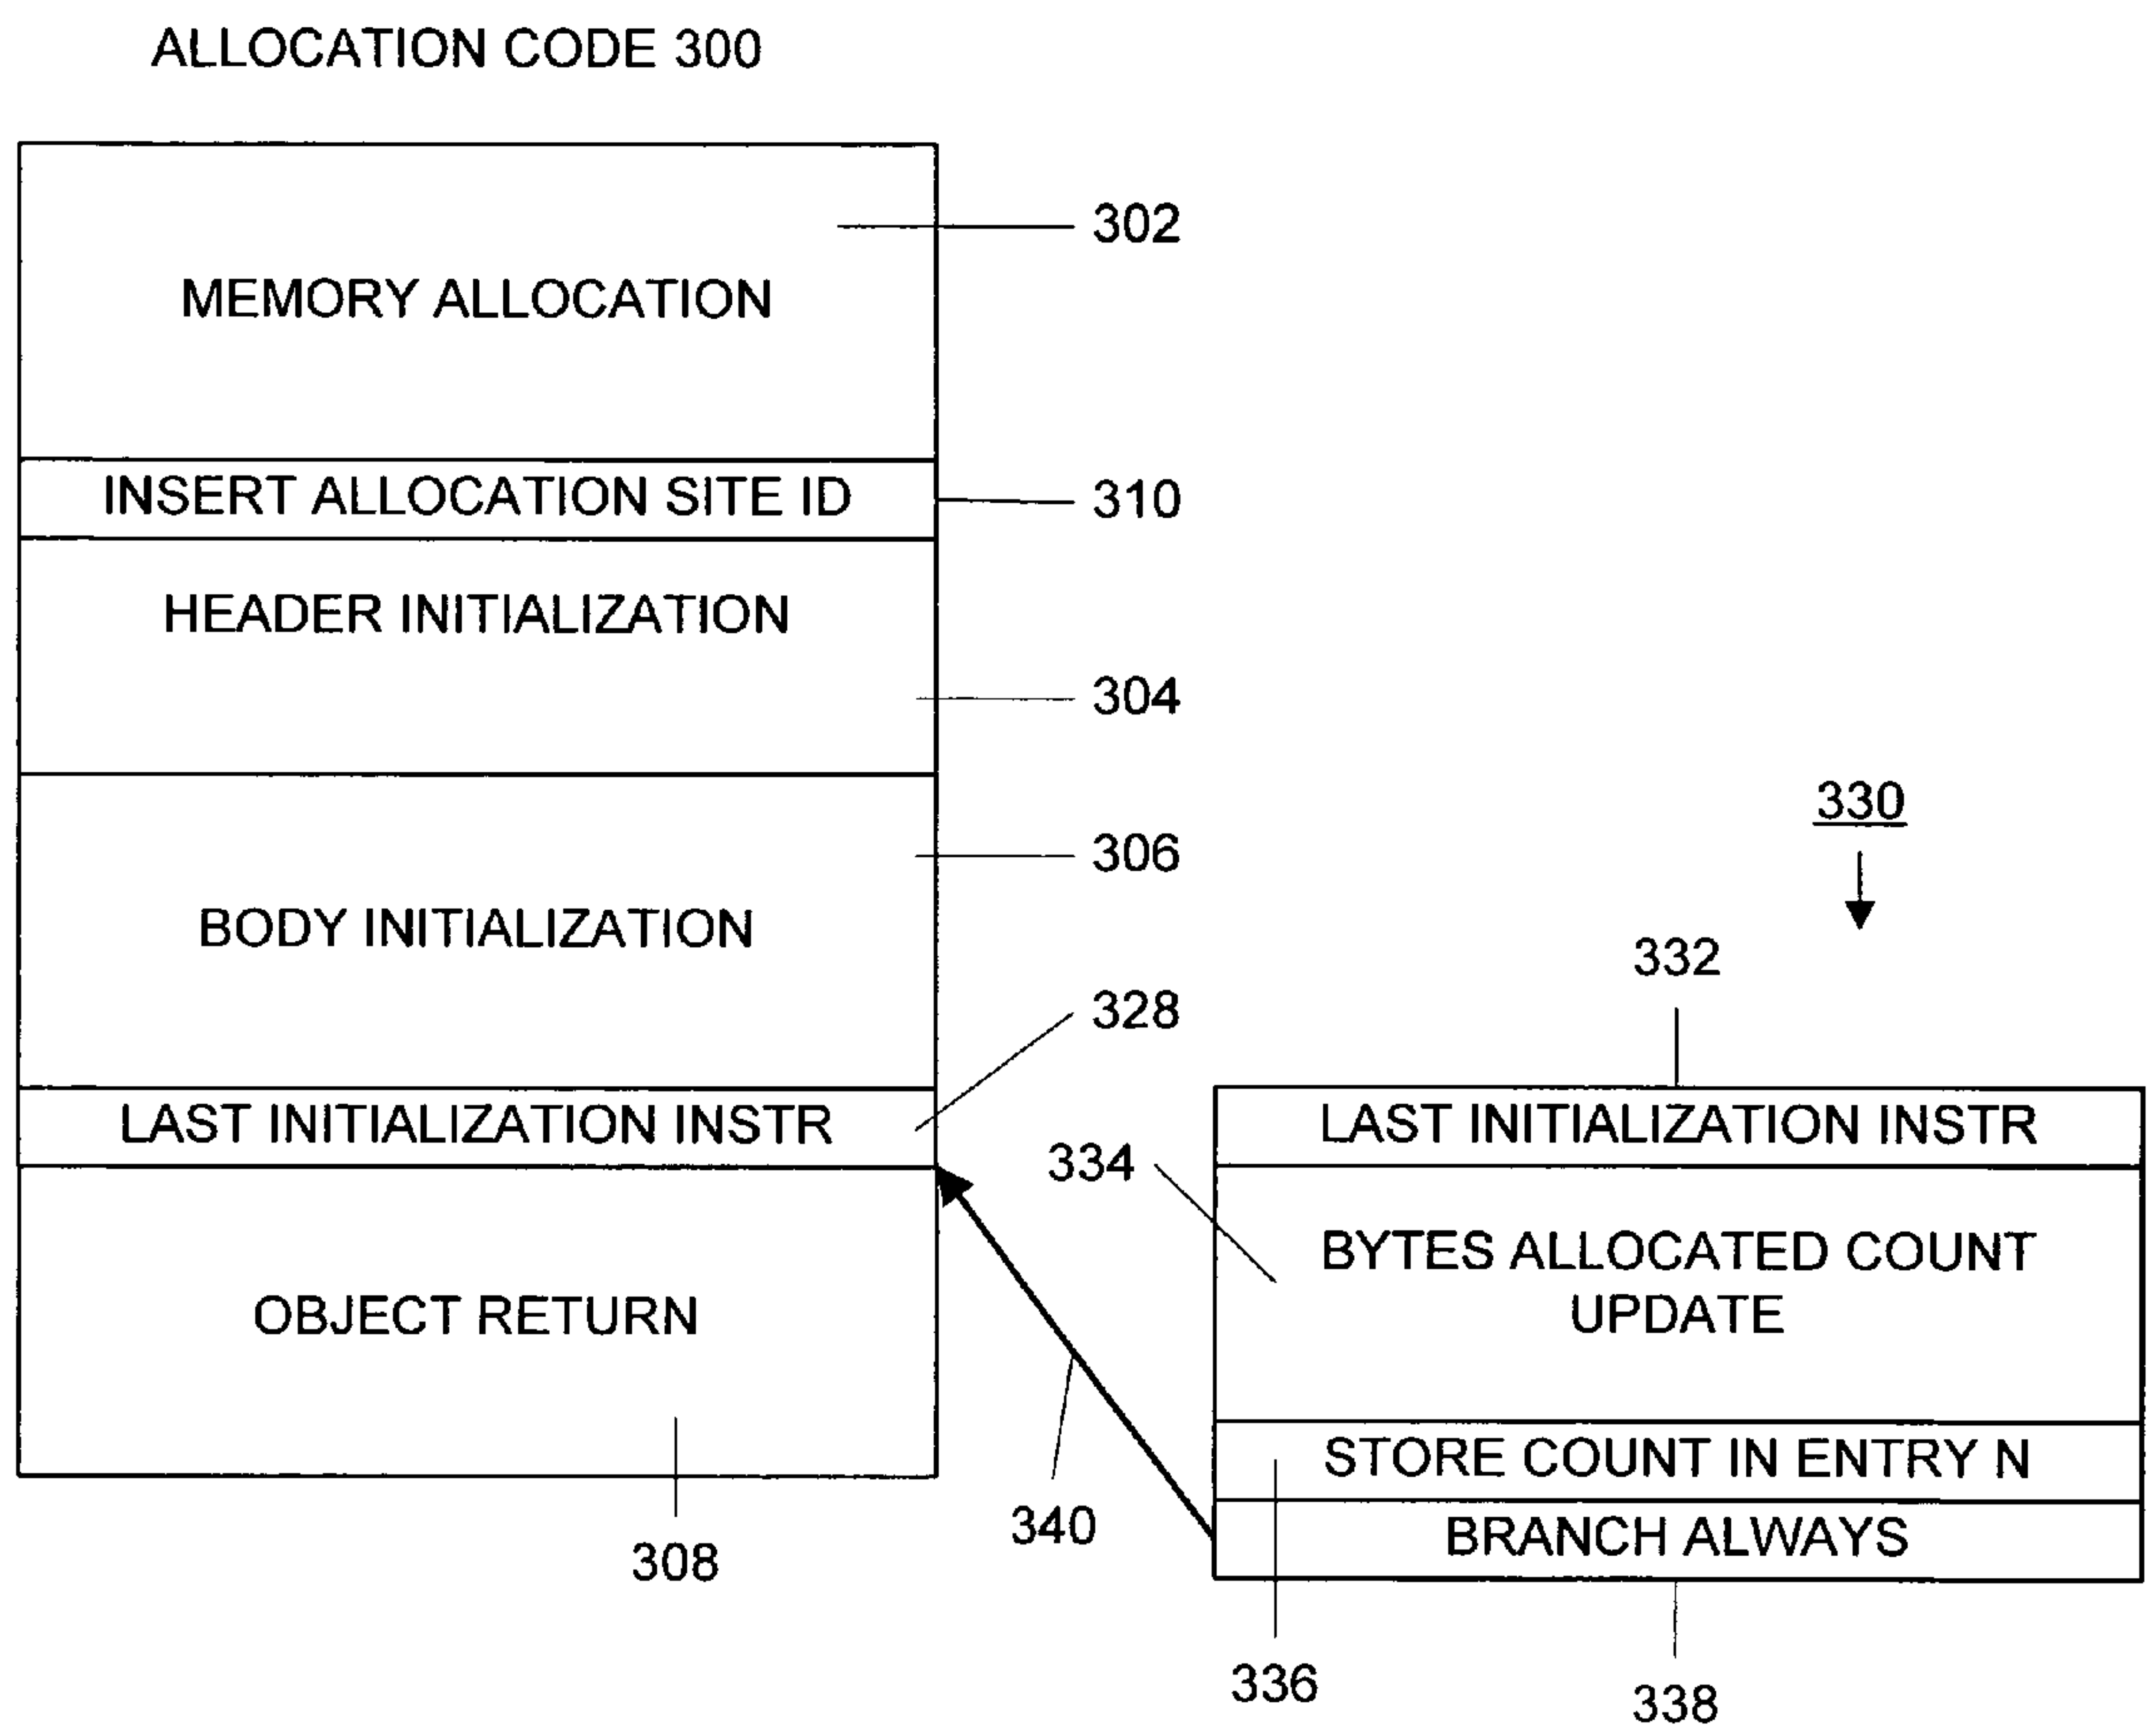 ALLOCATION CODE 300
302
MEMORY ALLOCATION
INSERT ALLOCATION SITE ID
310
HEADER INITIALIZATION
304
306
BODY INITIALIZATION
328
LAST INITIALIZATION INSTR
OBJECT RETURN
308
330
332
LAST INITIALIZATION INSTR
334
BYTES ALLOCATED COUNT
UPDATE
STORE COUNT IN ENTRY N
BRANCH ALWAYS
340
336
338